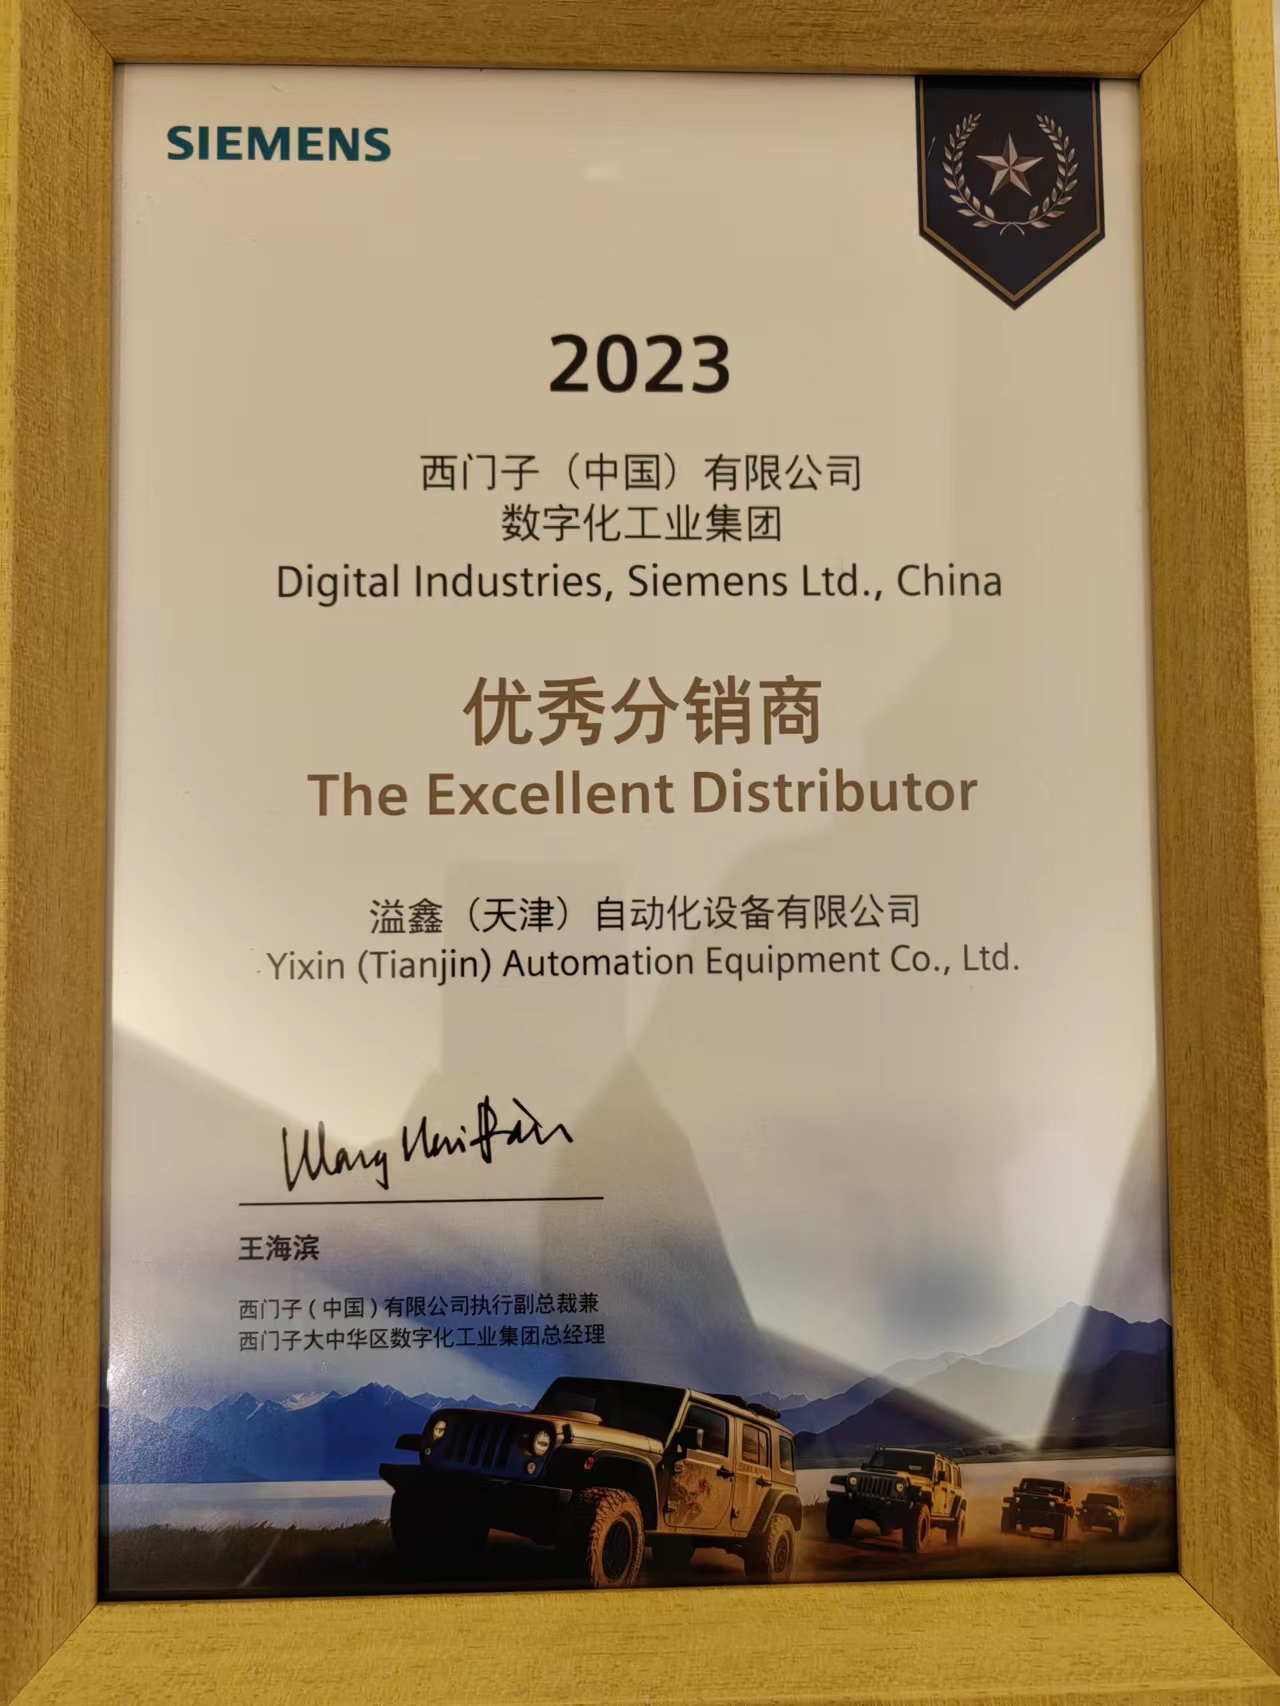 SIEMENS
2023
西门子（中国）有限公司
数字化工业集团
Digital Industries, Siemens Ltd., China
优秀分销商
The Excellent Distributor
溢鑫（天津）自动化设备有限公司
Yixin (Tianjin) Automation Equipment Co., Ltd.
Wang Haibin
王海滨
西门子(中国)有限公司执行副总裁兼
西门子大中华区数字化工业集团总经理